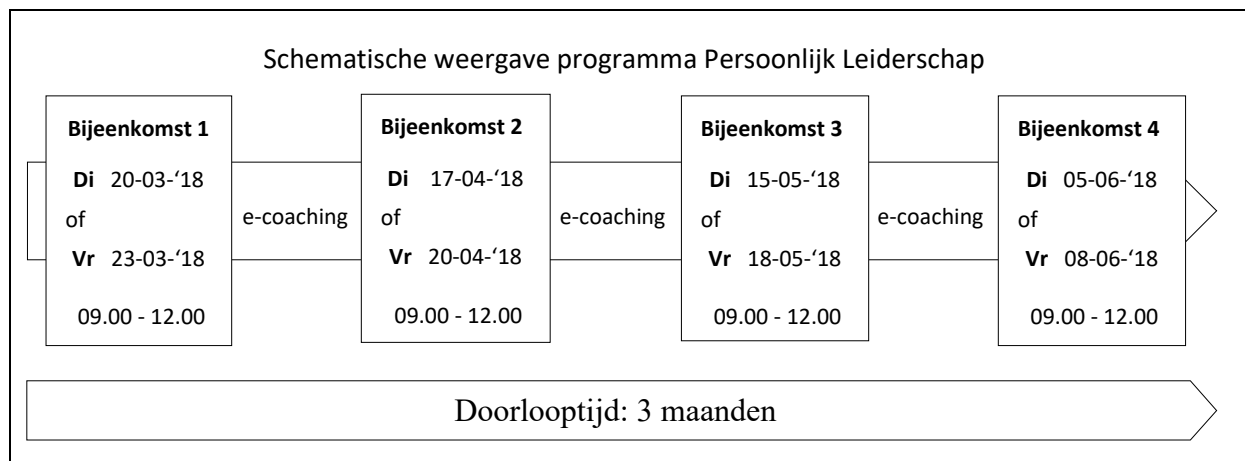 Schematische weergave programma Persoonlijk Leiderschap
Bijeenkomst 1
Di 20-03-‘18
of
Vr 23-03-‘18
09.00 - 12.00
e-coaching
Bijeenkomst 2
Di 17-04-‘18
of
Vr 20-04-‘18
09.00 - 12.00
e-coaching
Bijeenkomst 3
Di 15-05-‘18
of
Vr 18-05-‘18
09.00 - 12.00
e-coaching
Bijeenkomst 4
Di 05-06-‘18
of
Vr 08-06-‘18
09.00 - 12.00
Doorlooptijd: 3 maanden